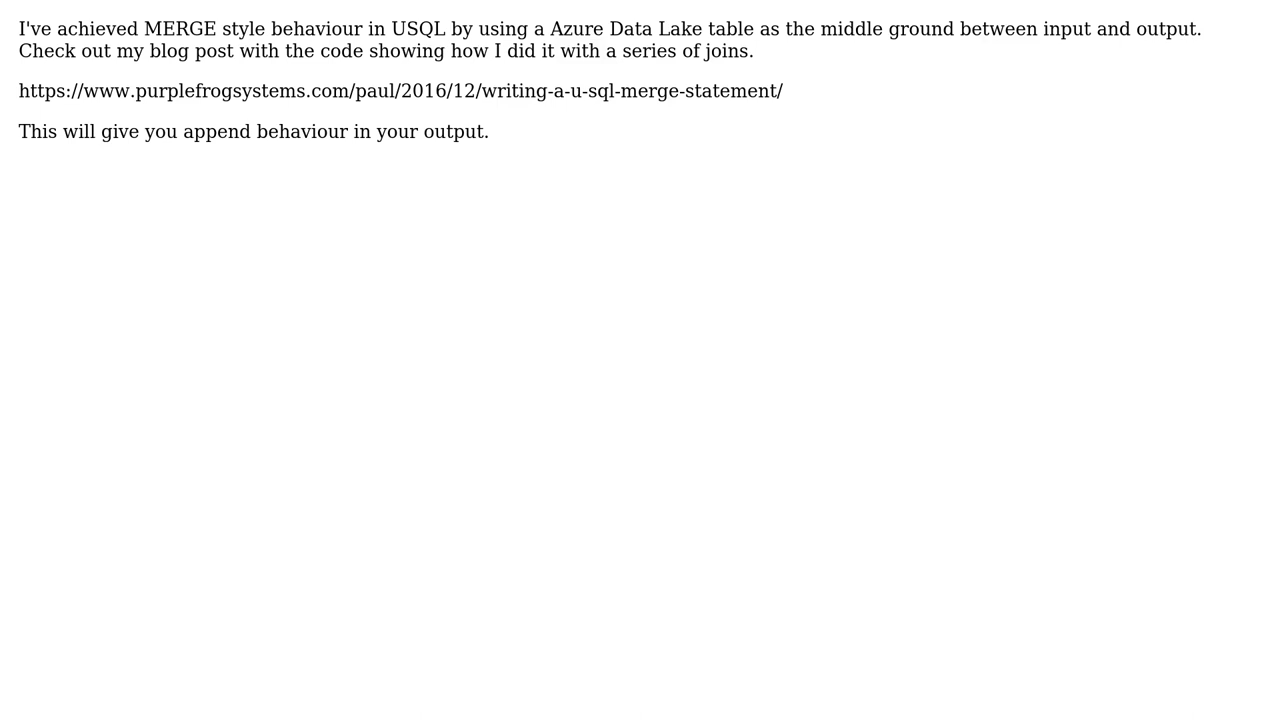 I've achieved MERGE style behaviour in USQL by using a Azure Data Lake table as the middle ground between input and output.
Check out my blog post with the code showing how I did it with a series of joins.
https://www.purplefrogsystems.com/paul/2016/12/writing-a-u-sql-merge-statement/
This will give you append behaviour in your output.